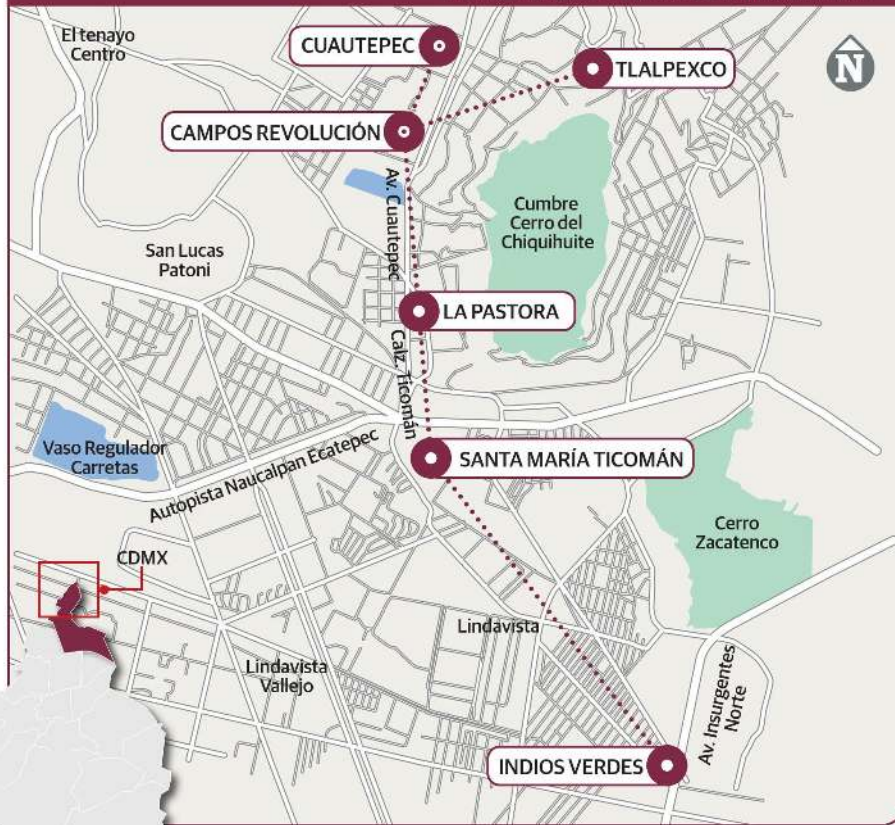 El tenayo
Centro
CUAUTEPEC
TLALPEXCO
N
CAMPOS REVOLUCIÓN
Av. Cuautepec
Cumbre
Cerro del
Chiquihuite
San Lucas
Patoni
LA PASTORA
Calz. Ticomán
Vaso Regulador
Carretas
Autopista Naucalpan Ecatepec
SANTA MARÍA TICOMÁN
Cerro
Zacatenco
CDMX
Lindavista
Lindavista
Vallejo
Av. Insurgentes
Norte
INDIOS VERDES